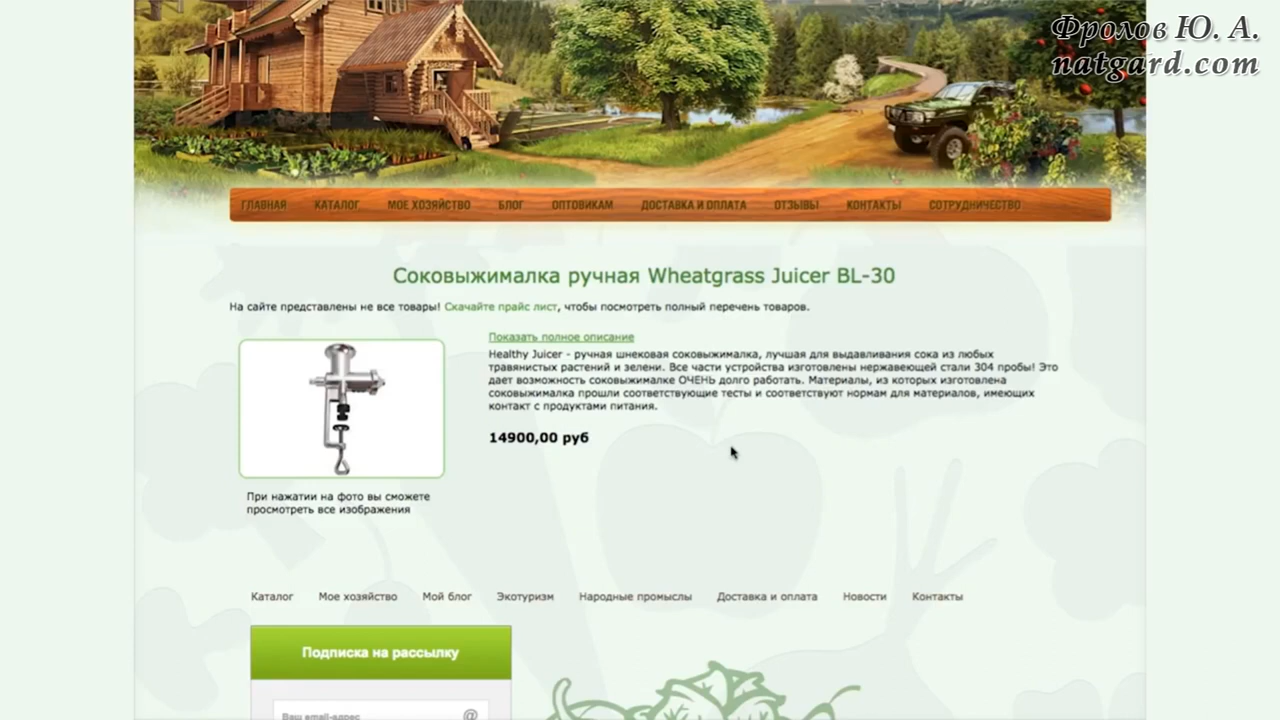 Фролов Ю. А.
natgard.com
ГЛАВНАЯ КАТАЛОГ МОЕ ХОЗЯЙСТВО БЛОГ ОПТОВИКАМ ДОСТАВКА И ОПЛАТА ОТЗЫВЫ КОНТАКТЫ СОТРУДНИЧЕСТВО
Соковыжималка ручная Wheatgrass Juicer BL-30
На сайте представлены не все товары! Скачайте прайс лист, чтобы посмотреть полный перечень товаров.
Показать полное описание
Healthy Juicer - ручная шнековая соковыжималка, лучшая для выдавливания сока из любых
травянистых растений и зелени. Все части устройства изготовлены нержавеющей стали 304 пробы! Это
дает возможность соковыжималке ОЧЕНЬ долго работать. Материалы, из которых изготовлена
соковыжималка прошли соответствующие тесты и соответствуют нормам для материалов, имеющих
контакт с продуктами питания.
14900,00 руб
При нажатии на фото вы сможете
просмотреть все изображения
Каталог Мое хозяйство Мой блог Экотуризм Народные промыслы Доставка и оплата Новости Контакты
Подписка на рассылку
Ваш email-адрес @